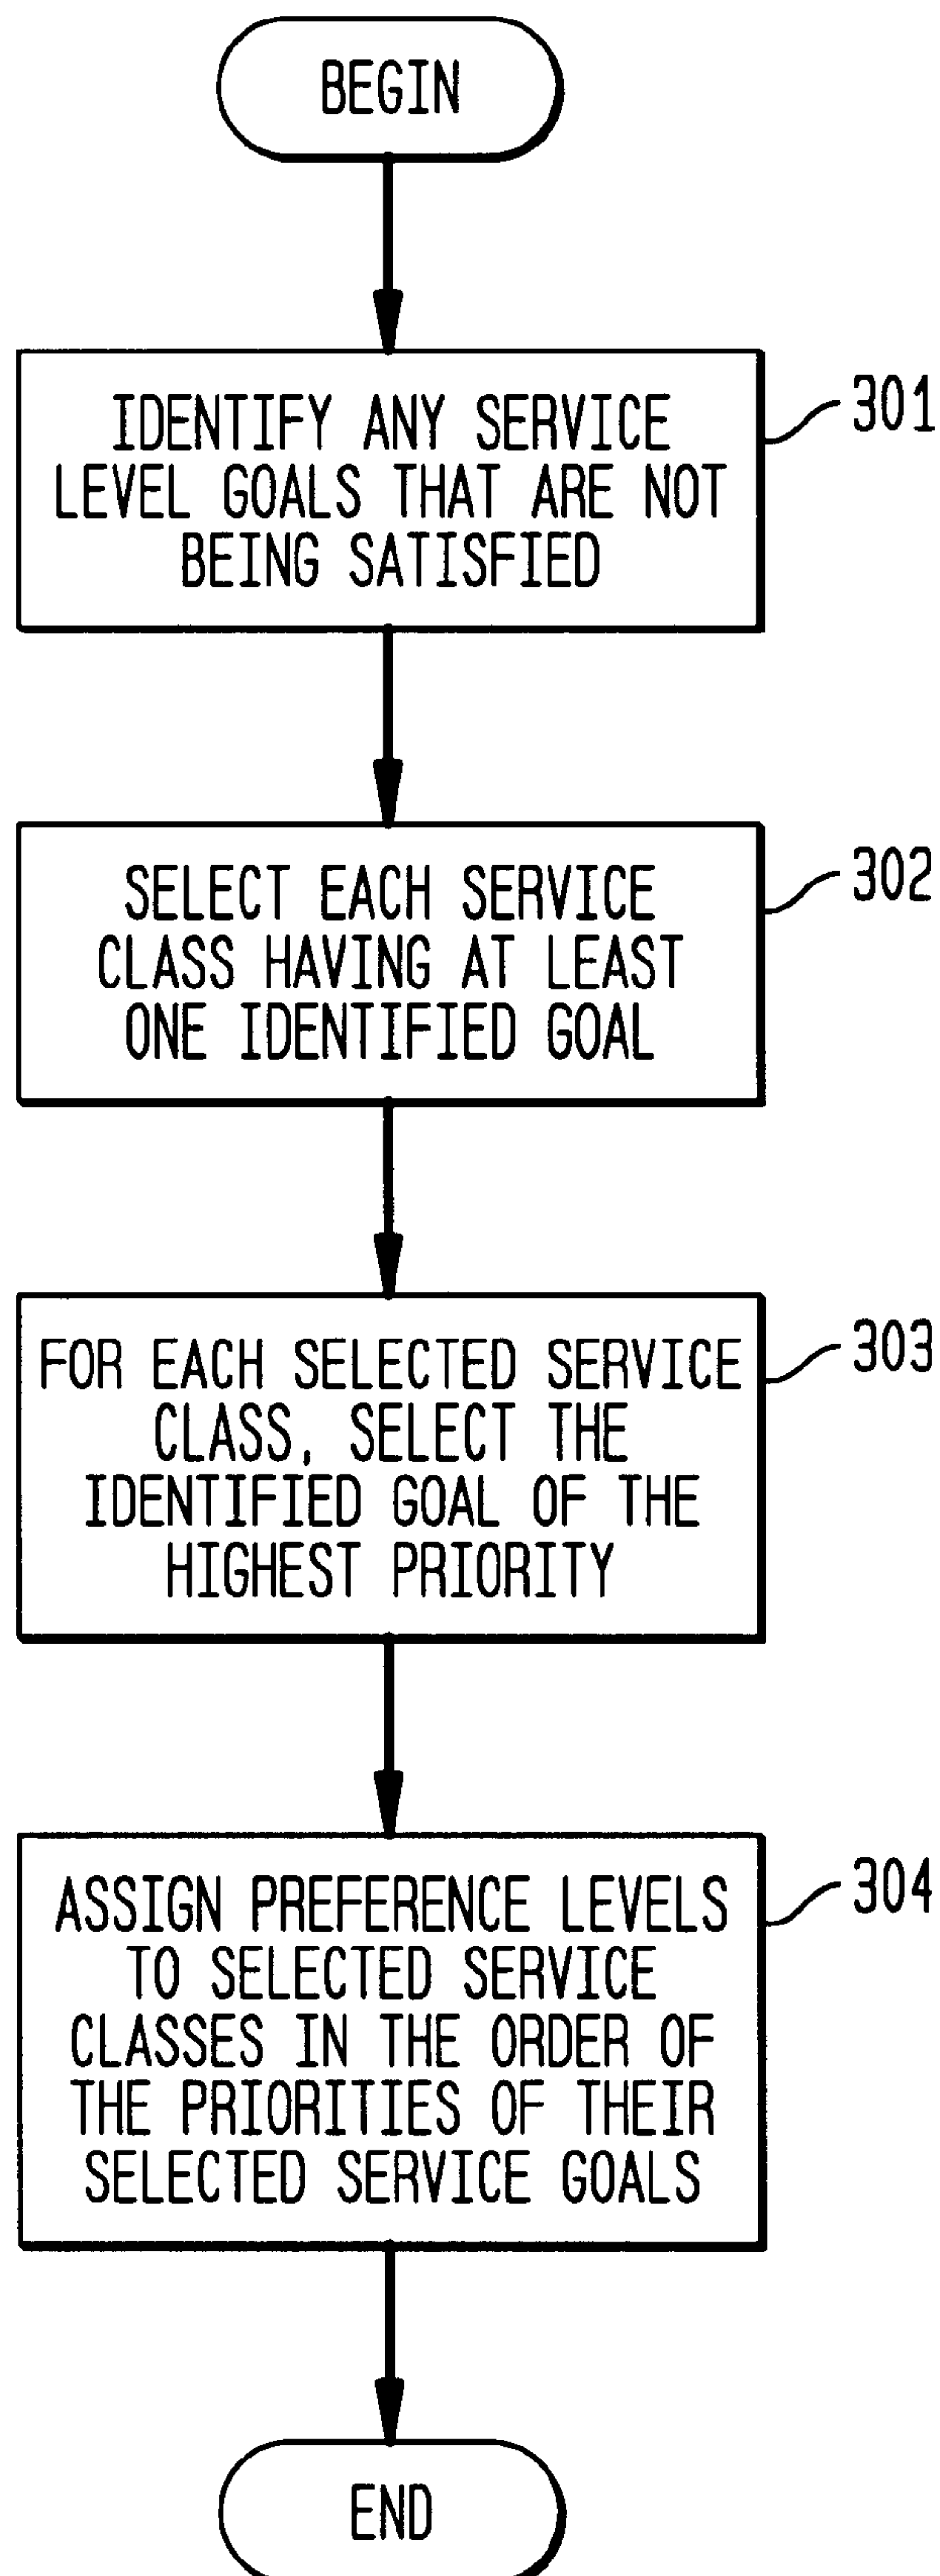 BEGIN
IDENTIFY ANY SERVICE
LEVEL GOALS THAT ARE NOT
BEING SATISFIED
301
SELECT EACH SERVICE
CLASS HAVING AT LEAST
ONE IDENTIFIED GOAL
302
FOR EACH SELECTED SERVICE
CLASS, SELECT THE
IDENTIFIED GOAL OF THE
HIGHEST PRIORITY
303
ASSIGN PREFERENCE LEVELS
TO SELECTED SERVICE
CLASSES IN THE ORDER OF
THE PRIORITIES OF THEIR
SELECTED SERVICE GOALS
304
END